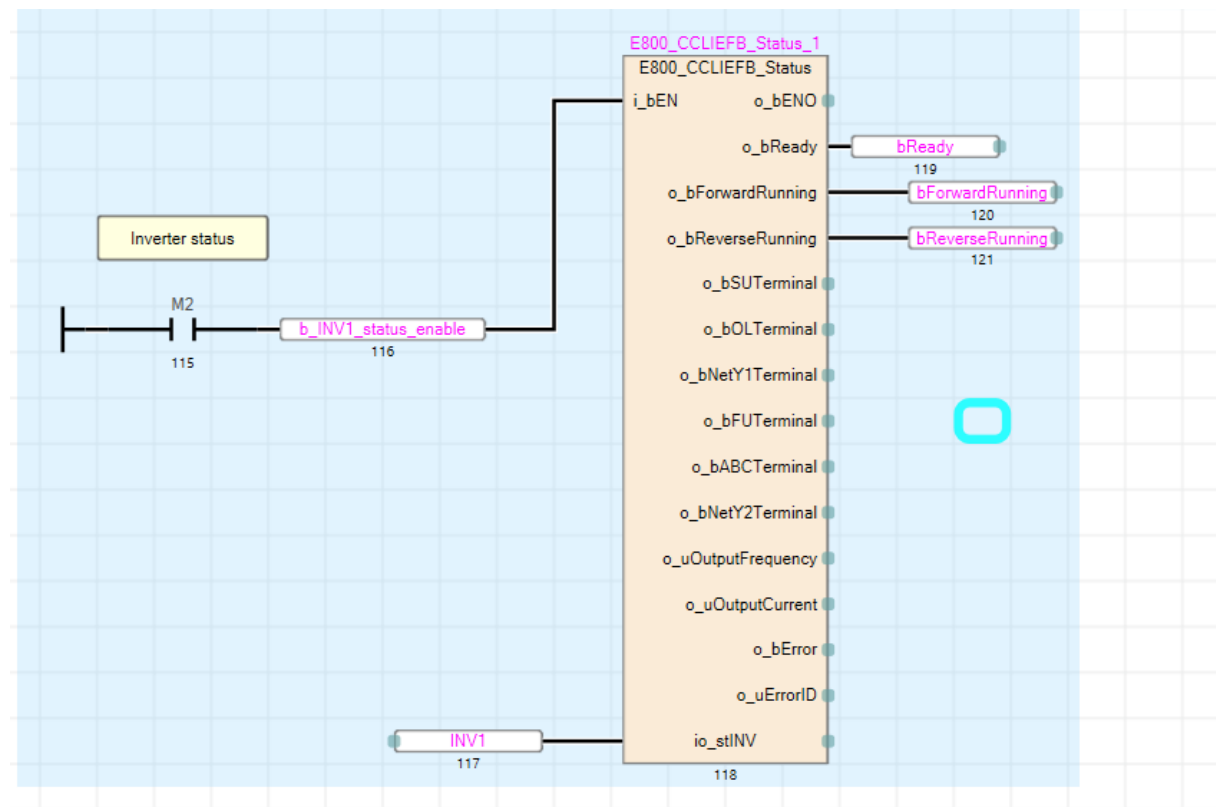 E800_CCLIEFB_Status_1
E800_CCLIEFB_Status
i_bEN
o_bENO
o_bReady
bReady
119
o_bForwardRunning
bForwardRunning
120
Inverter status
o_bReverseRunning
bReverseRunning
121
o_bSUTerminal
M2
115
b_INV1_status_enable
116
o_bOLTerminal
o_bNetY1Terminal
o_bFUTerminal
o_bABCTerminal
o_bNetY2Terminal
o_uOutputFrequency
o_uOutputCurrent
o_bError
o_uErrorID
INV1
117
io_stINV
118